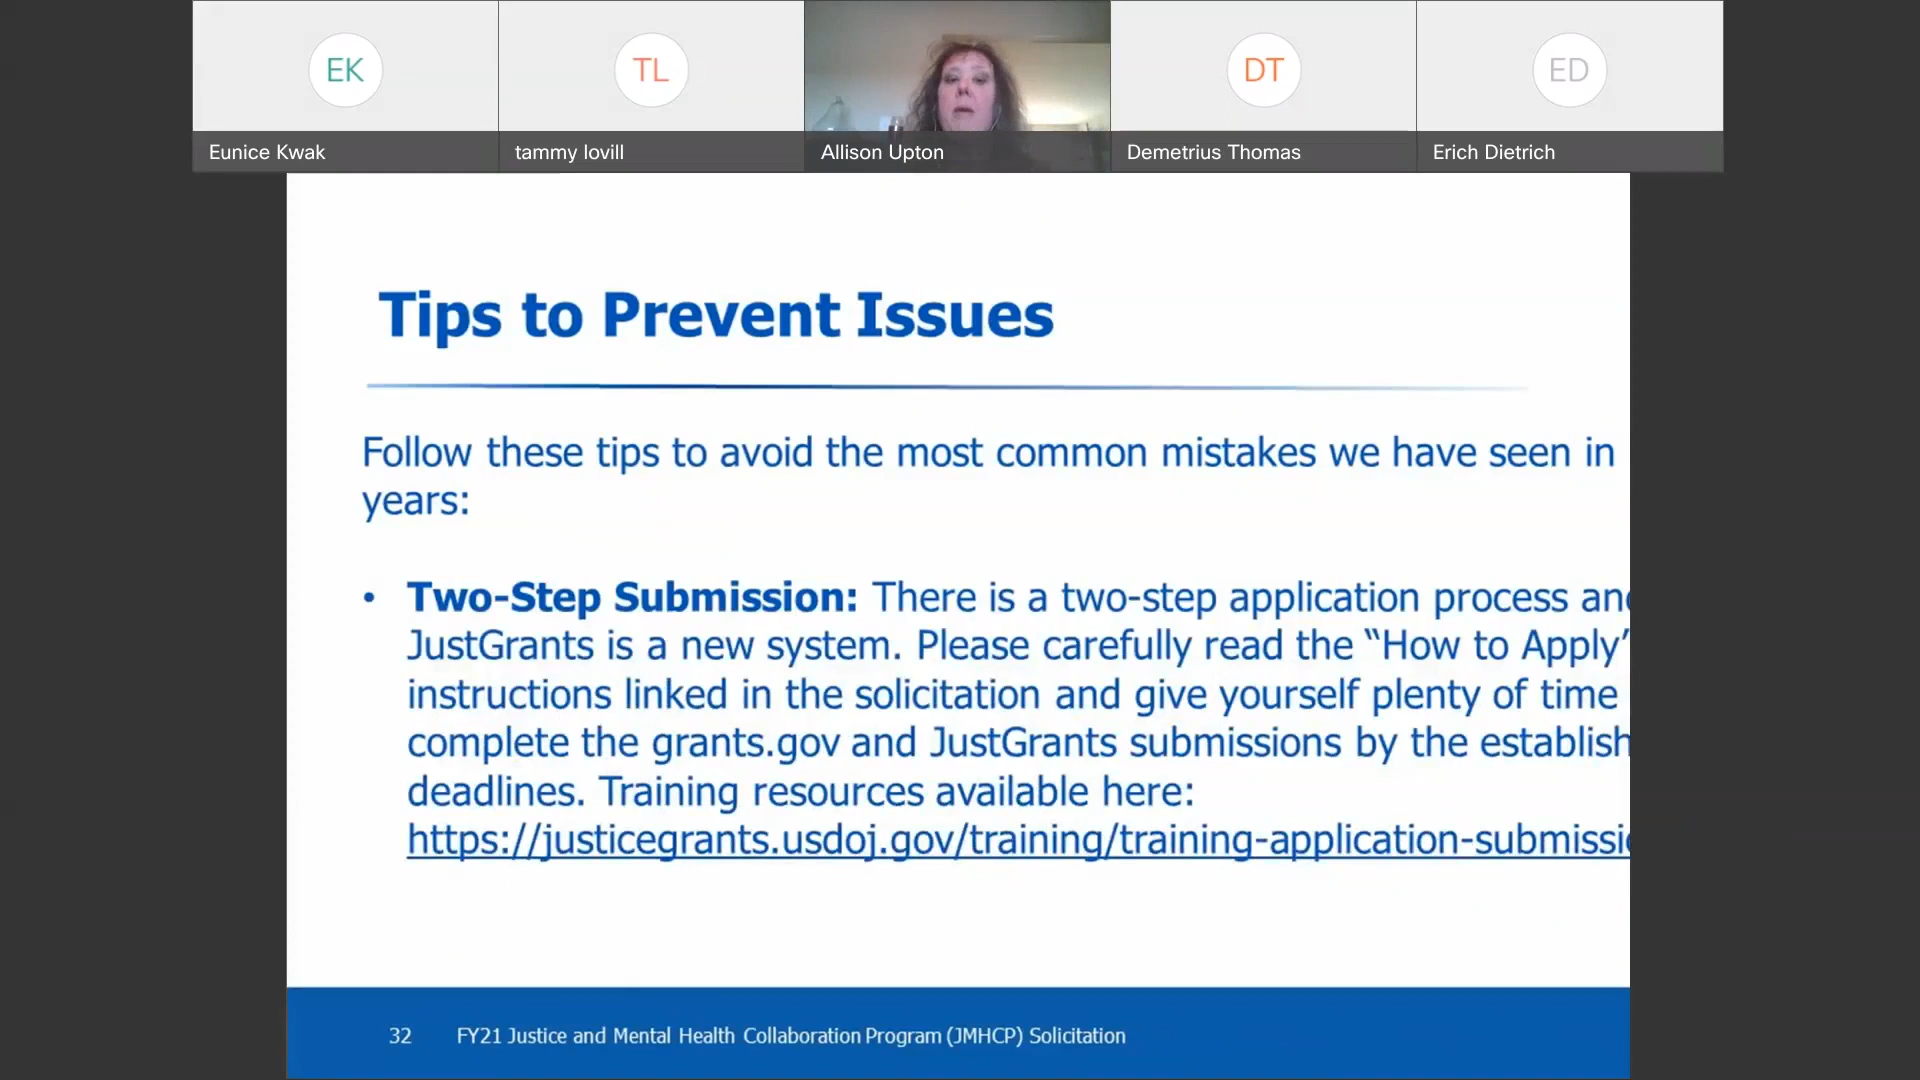 EK
TL
DT
ED
Eunice Kwak
tammy lovill
Allison Upton
Demetrius Thomas
Erich Dietrich
Tips to Prevent Issues
Follow these tips to avoid the most common mistakes we have seen in
years:
• Two-Step Submission: There is a two-step application process an
JustGrants is a new system. Please carefully read the “How to Apply”
instructions linked in the solicitation and give yourself plenty of time
complete the grants.gov and JustGrants submissions by the establish
deadlines. Training resources available here:
https://justicegrants.usdoj.gov/training/training-application-submissi
32 FY21 Justice and Mental Health Collaboration Program (JMHCP) Solicitation